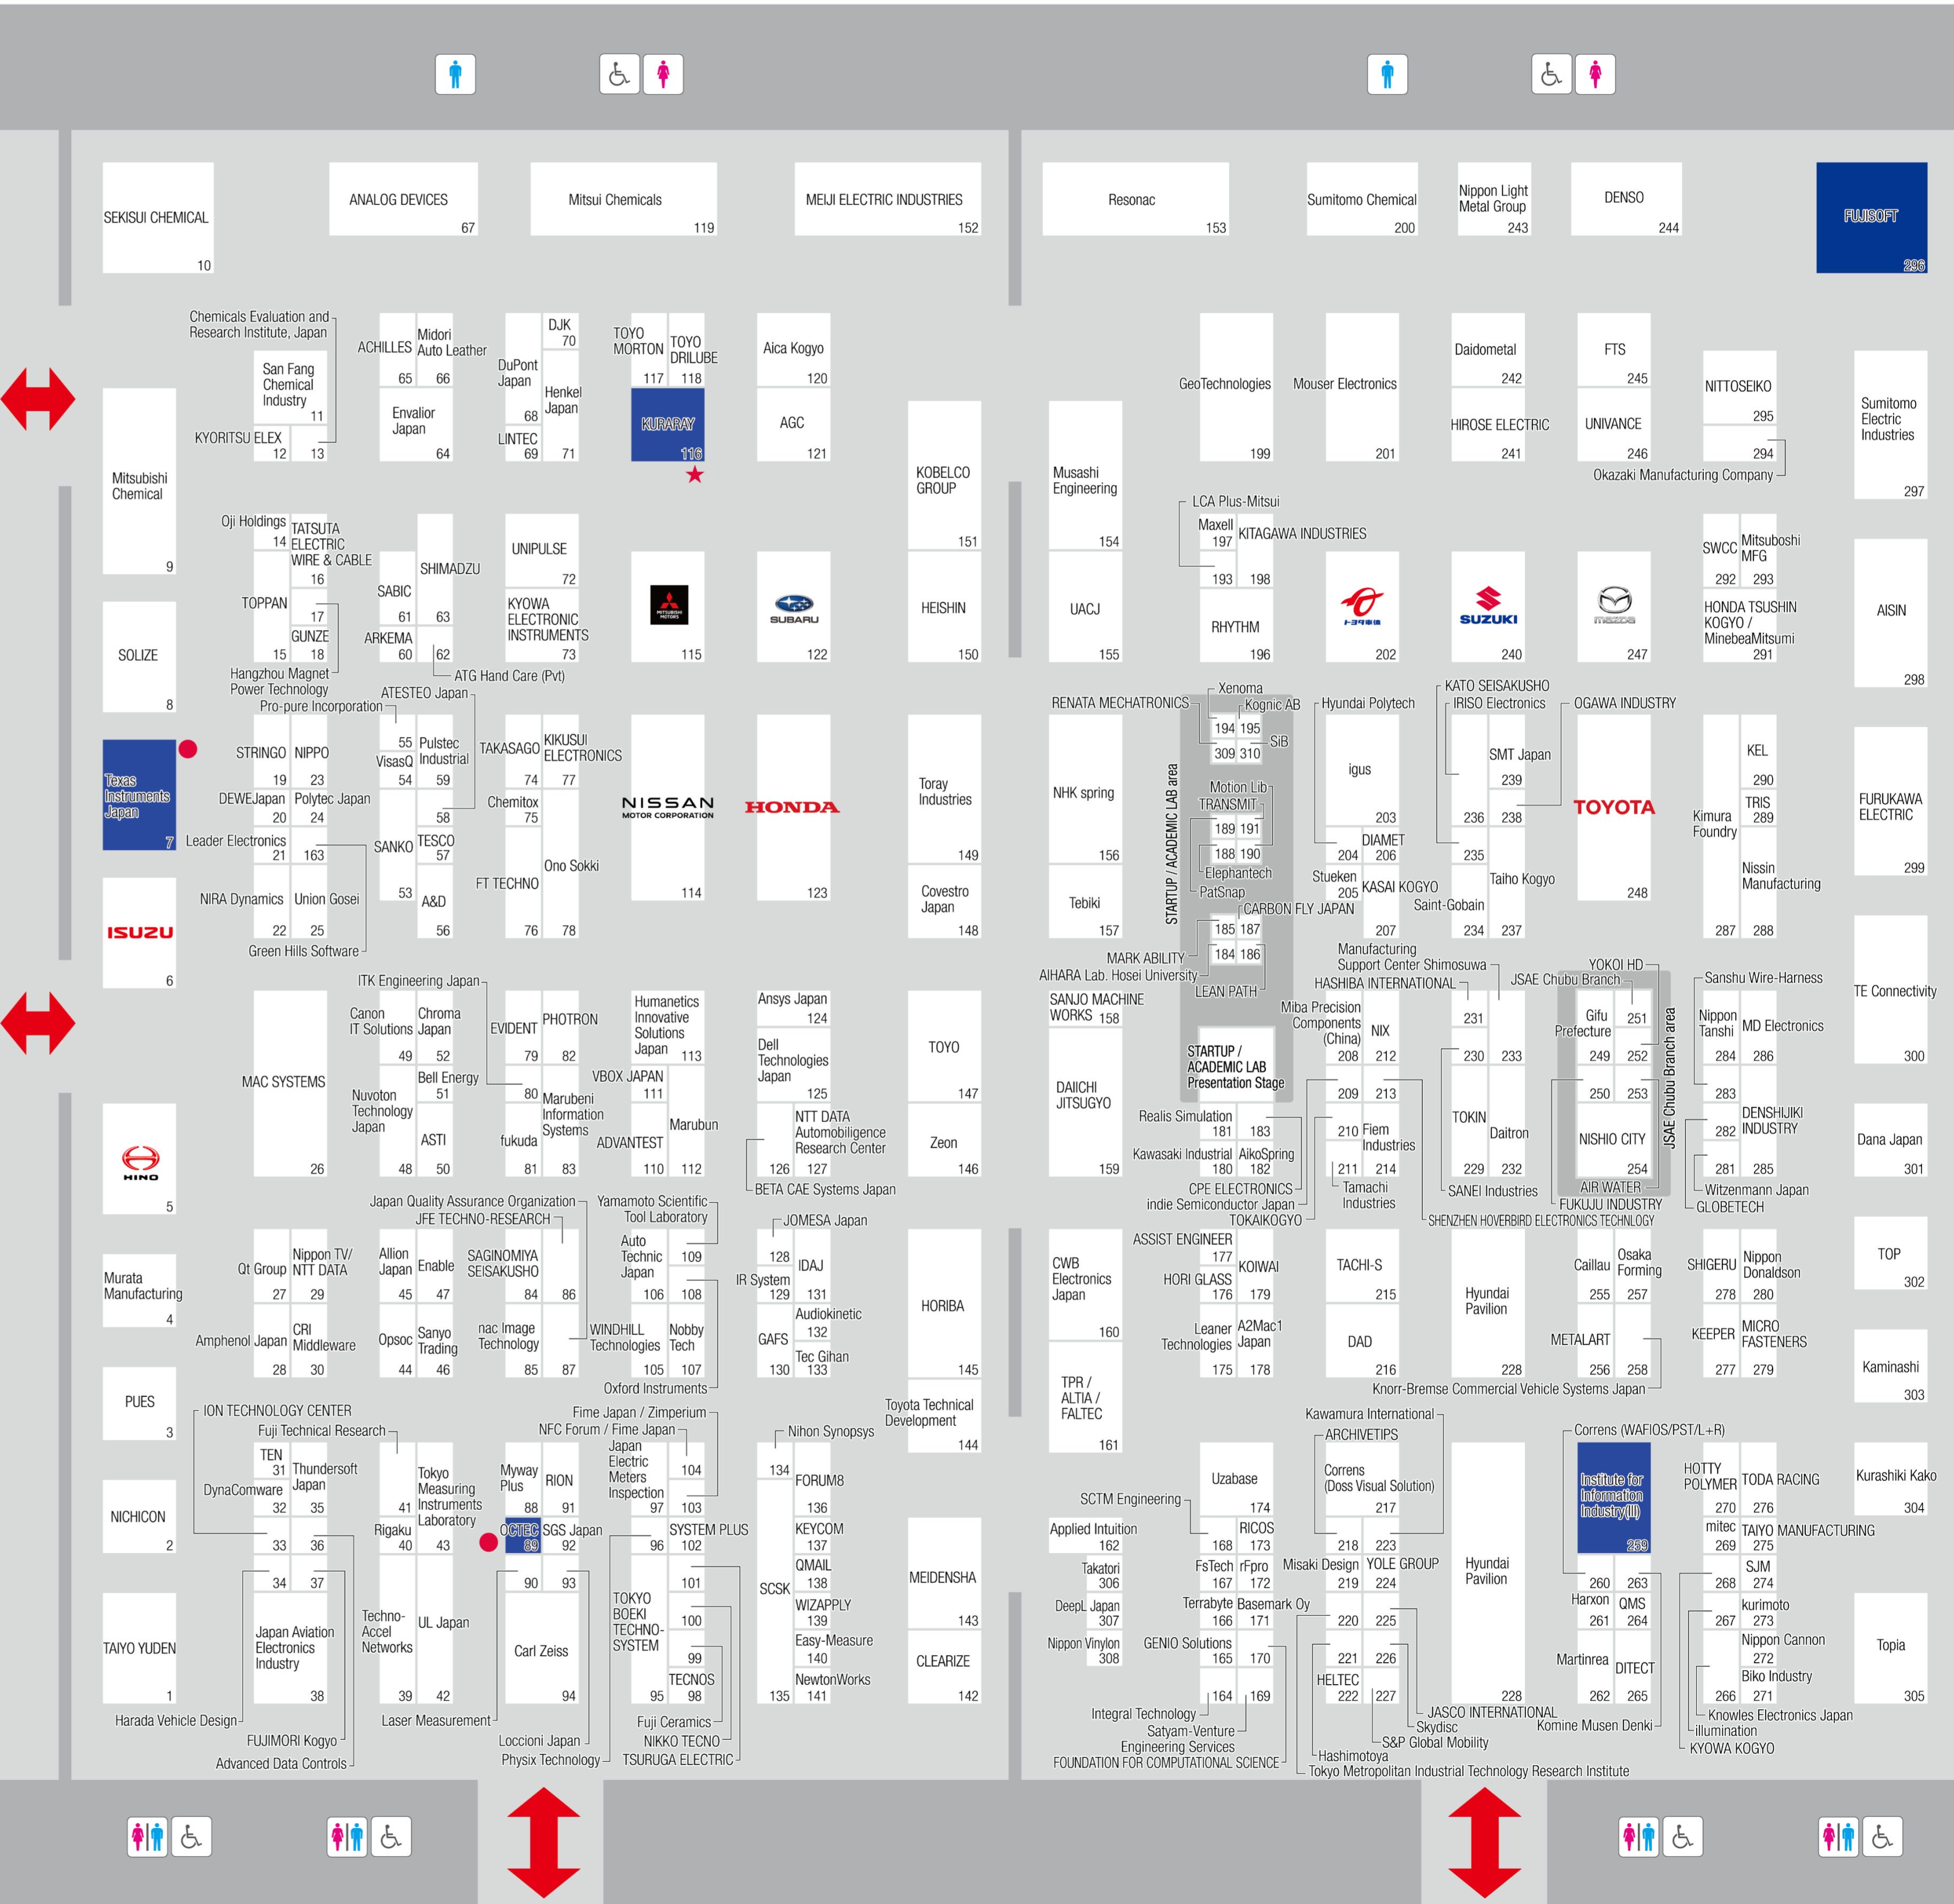 SEKISUI CHEMICAL
10
ANALOG DEVICES
67
Mitsui Chemicals
119
MEIJI ELECTRIC INDUSTRIES
152
Resonac
153
Sumitomo Chemical
200
Nippon Light
Metal Group
243
DENSO
244
FUJISOFT
296
Chemicals Evaluation and
Research Institute, Japan
San Fang
Chemical
Industry
11
KYORITSU ELEX
12
13
ACHILLES
65
Midori
Auto Leather
66
Envalior
Japan
64
DuPont
Japan
68
LINTEC
69
DJK
70
Henkel
Japan
71
TOYO
MORTON
117
TOYO
DRILUBE
118
KURARAY
116
Aica Kogyo
120
AGC
121
KOBELCO
GROUP
151
Mitsubishi
Chemical
9
Oji Holdings
14
TATSUTA
ELECTRIC
WIRE & CABLE
16
TOPPAN
15
17
GUNZE
18
Hangzhou Magnet
Power Technology
SABIC
61
SHIMADZU
63
ARKEMA
60
62
ATG Hand Care (Pvt)
UNIPULSE
72
KYOWA
ELECTRONIC
INSTRUMENTS
73
MITSUBISHI
MOTORS
115
SUBARU
122
HEISHIN
150
SOLIZE
8
Texas
Instruments
Japan
7
ATESTEO Japan
Pro-pure Incorporation
STRINGO
19
NIPPO
23
DEWEJapan
20
Polytec Japan
24
Leader Electronics
21
163
NIRA Dynamics
22
Union Gosei
25
Green Hills Software
55
VisasQ
54
Pulstec
Industrial
59
58
SANKO
53
TESCO
57
A&D
56
TAKASAGO
74
KIKUSUI
ELECTRONICS
77
Chemitox
75
FT TECHNO
76
Ono Sokki
78
NISSAN
MOTOR CORPORATION
114
HONDA
123
Toray
Industries
149
Covestro
Japan
148
ISUZU
6
ITK Engineering Japan
MAC SYSTEMS
26
Canon
IT Solutions
49
Chroma
Japan
52
Nuvoton
Technology
Japan
48
Bell Energy
51
ASTI
50
EVIDENT
79
PHOTRON
82
80
fukuda
81
Marubeni
Information
Systems
83
Humanetics
Innovative
Solutions
Japan
113
VBOX JAPAN
111
ADVANTEST
110
Marubun
112
Ansys Japan
124
Dell
Technologies
Japan
125
126
NTT DATA
Automobiligence
Research Center
127
BETA CAE Systems Japan
TOYO
147
Zeon
146
HINO
5
Murata
Manufacturing
4
PUES
3
NICHICON
2
TAIYO YUDEN
1
Japan Quality Assurance Organization
JFE TECHNO-RESEARCH
Qt Group
27
Nippon TV/
NTT DATA
29
Amphenol Japan
28
CRI
Middleware
30
Allion
Japan
45
Enable
47
Opsoc
44
Sanyo
Trading
46
SAGINOMIYA
SEISAKUSHO
84
86
nac Image
Technology
85
87
Yamamoto Scientific
Tool Laboratory
Auto
Technic
Japan
106
109
108
WINDHILL
Technologies
105
Nobby
Tech
107
Oxford Instruments
JOMESA Japan
128
IR System
129
IDAJ
131
Audiokinetic
132
GAFS
130
Tec Gihan
133
HORIBA
145
Toyota Technical
Development
144
ION TECHNOLOGY CENTER
Fuji Technical Research
TEN
31
Thundersoft
Japan
35
DynaComware
32
33
36
34
37
Japan Aviation
Electronics
Industry
38
Harada Vehicle Design
FUJIMORI Kogyo
Advanced Data Controls
41
Tokyo
Measuring
Instruments
Laboratory
43
Rigaku
40
Techno-
Accel
Networks
39
UL Japan
42
Myway
Plus
88
RION
91
OCTEC
89
SGS Japan
92
90
93
Carl Zeiss
94
Laser Measurement
Loccioni Japan
Physix Technology
Fime Japan / Zimperium
NFC Forum / Fime Japan
Japan
Electric
Meters
Inspection
97
104
103
96
SYSTEM PLUS
102
101
TOKYO
BOEKI
TECHNO-
SYSTEM
95
100
99
TECNOS
98
Fuji Ceramics
NIKKO TECNO
TSURUGA ELECTRIC
Nihon Synopsys
134
FORUM8
136
KEYCOM
137
QMAIL
138
SCSK
135
WIZAPPLY
139
Easy-Measure
140
NewtonWorks
141
MEIDENSHA
143
CLEARIZE
142
GeoTechnologies
199
Mouser Electronics
201
Daidometal
242
HIROSE ELECTRIC
241
FTS
245
UNIVANCE
246
NITTOSEIKO
295
294
Okazaki Manufacturing Company
Sumitomo
Electric
Industries
297
Musashi
Engineering
154
UACJ
155
LCA Plus-Mitsui
Maxell
197
KITAGAWA INDUSTRIES
193
198
RHYTHM
196
トヨタ車体
202
SUZUKI
240
mazda
247
SWCC
292
Mitsuboshi
MFG
293
HONDA TSUSHIN
KOGYO /
MinebeaMitsumi
291
AISIN
298
NHK spring
156
Tebiki
157
RENATA MECHATRONICS
Xenoma
Kognic AB
194
195
309
310
SiB
STARTUP / ACADEMIC LAB area
Motion Lib
TRANSMIT
189
191
188
190
Elephantech
PatSnap
CARBON FLY JAPAN
185
187
184
186
MARK ABILITY
AIHARA Lab. Hosei University
LEAN PATH
STARTUP /
ACADEMIC LAB
Presentation Stage
Hyundai Polytech
igus
203
204
DIAMET
206
Stueken
205
KASAI KOGYO
207
KATO SEISAKUSHO
IRISO Electronics
OGAWA INDUSTRY
236
SMT Japan
239
238
235
Taiho Kogyo
237
Saint-Gobain
234
TOYOTA
248
Kimura
Foundry
287
KEL
290
TRIS
289
Nissin
Manufacturing
288
FURUKAWA
ELECTRIC
299
SANJO MACHINE
WORKS
158
DAIICHI
JITSUGYO
159
Realis Simulation
181
183
Kawasaki Industrial
180
AikoSpring
182
CPE ELECTRONICS
indie Semiconductor Japan
TOKAIKOGYO
Manufacturing
Support Center Shimosuwa
HASHIBA INTERNATIONAL
Miba Precision
Components
(China)
208
NIX
212
209
213
210
Fiem
Industries
214
211
Tamachi
Industries
231
230
233
TOKIN
229
Daitron
232
SANEI Industries
SHENZHEN HOVERBIRD ELECTRONICS TECHNLOGY
YOKOI HD
JSAE Chubu Branch
Gifu
Prefecture
249
251
252
250
253
NISHIO CITY
254
AIR WATER
FUKUJU INDUSTRY
JSAE Chubu Branch area
Sanshu Wire-Harness
Nippon
Tanshi
284
MD Electronics
286
283
282
DENSHIJIKI
INDUSTRY
285
281
Witzenmann Japan
GLOBETECH
TE Connectivity
300
Dana Japan
301
CWB
Electronics
Japan
160
TPR /
ALTIA /
FALTEC
161
ASSIST ENGINEER
177
KOIWAI
179
HORI GLASS
176
Leaner
Technologies
175
A2Mac1
Japan
178
TACHI-S
215
DAD
216
Hyundai
Pavilion
228
Caillau
255
Osaka
Forming
257
METALART
256
258
Knorr-Bremse Commercial Vehicle Systems Japan
SHIGERU
278
Nippon
Donaldson
280
KEEPER
277
MICRO
FASTENERS
279
TOP
302
Kaminashi
303
SCTM Engineering
Applied Intuition
162
Takatori
306
DeepL Japan
307
Nippon Vinylon
308
Uzabase
174
168
RICOS
173
FsTech
167
rFpro
172
Terrabyte
166
Basemark Oy
171
GENIO Solutions
165
170
164
169
Integral Technology
Satyam-Venture
Engineering Services
FOUNDATION FOR COMPUTATIONAL SCIENCE
Kawamura International
ARCHIVETIPS
Correns
(Doss Visual Solution)
217
218
223
Misaki Design
219
YOLE GROUP
224
220
225
221
226
HELTEC
222
227
JASCO INTERNATIONAL
Skydisc
S&P Global Mobility
Hashimotoya
Tokyo Metropolitan Industrial Technology Research Institute
Hyundai
Pavilion
228
Correns (WAFIOS/PST/L+R)
Institute for
Information
Industry(III)
259
260
263
Harxon
261
QMS
264
Martinrea
262
DITECT
265
Komine Musen Denki
HOTTY
POLYMER
270
TODA RACING
276
mitec
269
TAIYO MANUFACTURING
275
268
SJM
274
267
kurimoto
273
Nippon Cannon
272
266
Biko Industry
271
Knowles Electronics Japan
illumination
KYOWA KOGYO
Kurashiki Kako
304
Topia
305